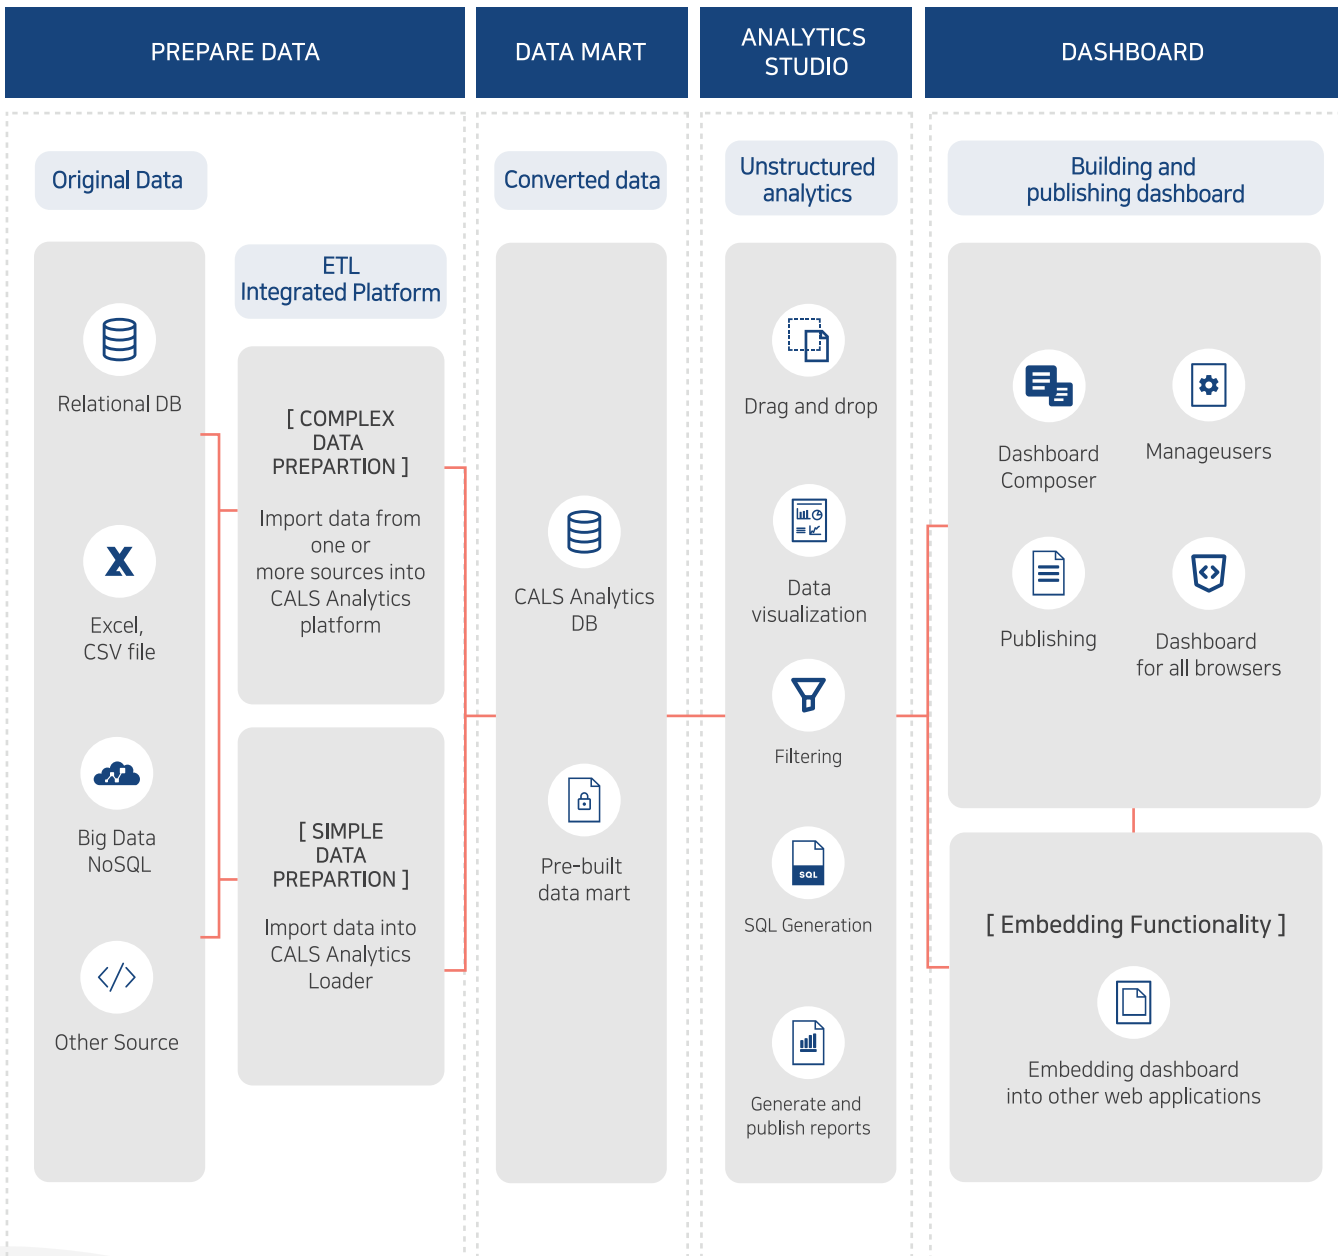 PREPARE DATA
DATA MART
ANALYTICS
STUDIO
DASHBOARD
Original Data
Relational DB
Excel,
CSV file
Big Data
NoSQL
Other Source
ETL
Integrated Platform
[ COMPLEX
DATA
PREPARTION ]
Import data from
one or
more sources into
CALS Analytics
platform
[ SIMPLE
DATA
PREPARTION ]
Import data into
CALS Analytics
Loader
Converted data
CALS Analytics
DB
Pre-built
data mart
Unstructured
analytics
Drag and drop
Data
visualization
Filtering
SQL
SQL Generation
Generate and
publish reports
Building and
publishing dashboard
Dashboard
Composer
Manageusers
Publishing
Dashboard
for all browsers
[ Embedding Functionality ]
Embedding dashboard
into other web applications